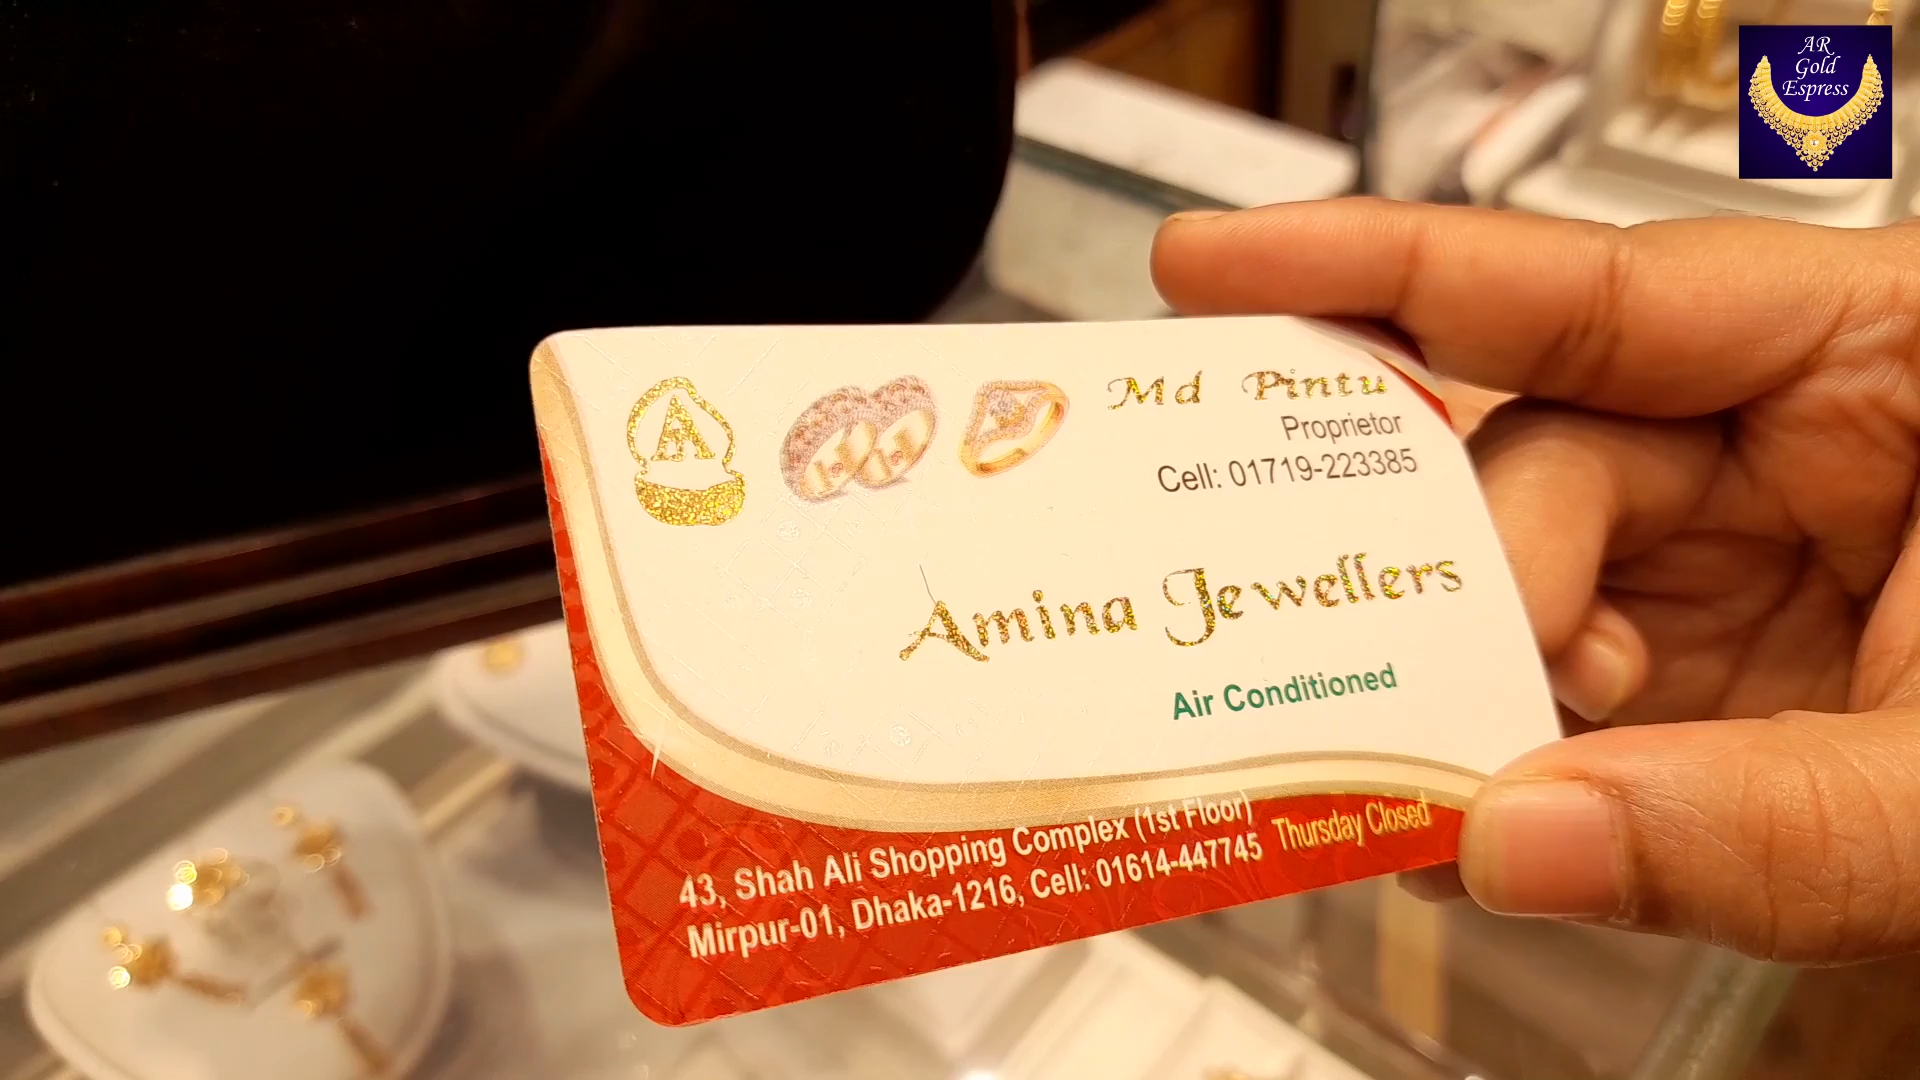 AR
Gold
Espress
Md Pintu
Proprietor
Cell: 01719-223385
Amina Jewellers
Air Conditioned
43, Shah Ali Shopping Complex (1st Floor)
Mirpur-01, Dhaka-1216, Cell: 01614-447745
Thursday Closed